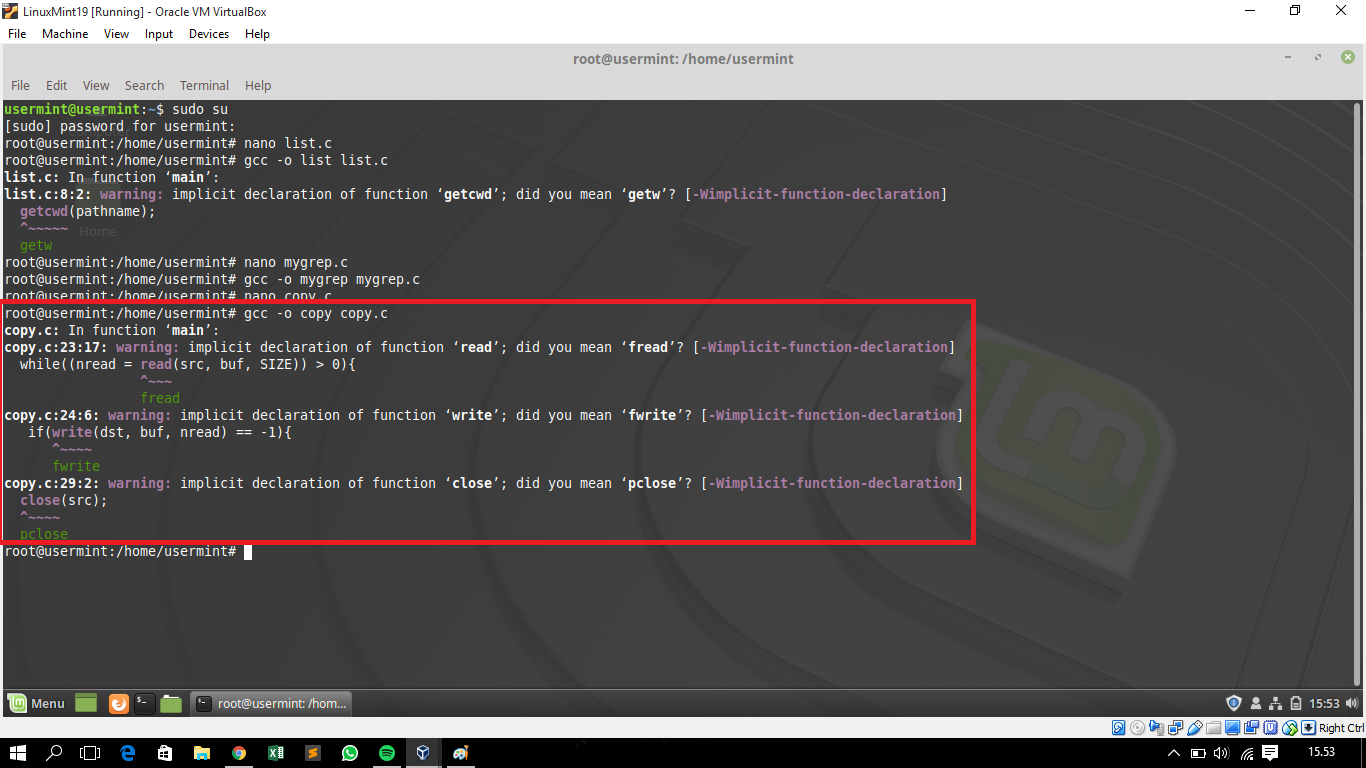 LinuxMint19 [Running] - Oracle VM VirtualBox
File Machine View Input Devices Help
root@usermint: /home/usermint
File Edit View Search Terminal Help
usermint@usermint:~$ sudo su
[sudo] password for usermint:
root@usermint:/home/usermint# nano list.c
root@usermint:/home/usermint# gcc -o list list.c
list.c: In function ‘main’:
list.c:8:2: warning: implicit declaration of function ‘getcwd’; did you mean ‘getw’? [-Wimplicit-function-declaration]
getcwd(pathname);
^~~~~~
Home
getw
root@usermint:/home/usermint# nano mygrep.c
root@usermint:/home/usermint# gcc -o mygrep mygrep.c
root@usermint:/home/usermint# nano copy.c
root@usermint:/home/usermint# gcc -o copy copy.c
copy.c: In function ‘main’:
copy.c:23:17: warning: implicit declaration of function ‘read’; did you mean ‘fread’? [-Wimplicit-function-declaration]
while((nread = read(src, buf, SIZE)) > 0){
^~~~
fread
copy.c:24:6: warning: implicit declaration of function ‘write’; did you mean ‘fwrite’? [-Wimplicit-function-declaration]
if(write(dst, buf, nread) == -1){
^~~~~
fwrite
copy.c:29:2: warning: implicit declaration of function ‘close’; did you mean ‘pclose’? [-Wimplicit-function-declaration]
close(src);
^~~~~
pclose
root@usermint:/home/usermint#
Menu
root@usermint: /hom...
15:53
Right Ctrl
15.53